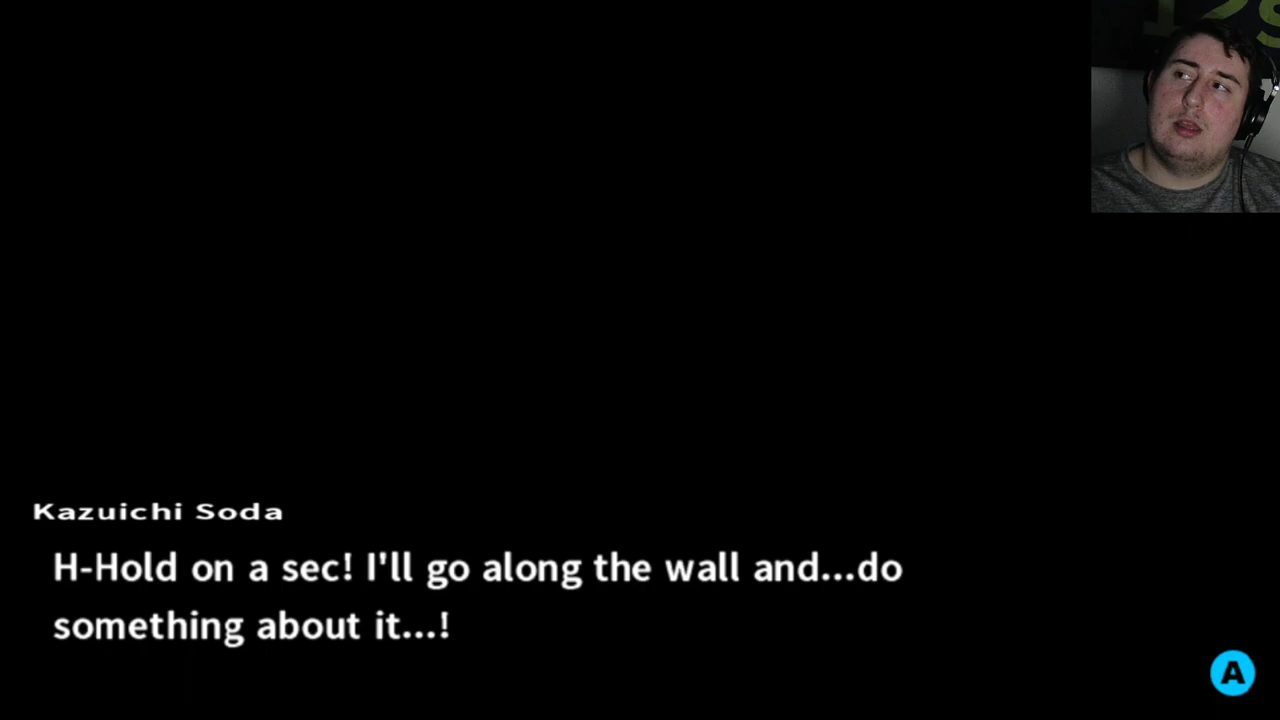 Kazuichi Soda
H-Hold on a sec! I'll go along the wall and...do
something about it...!
A